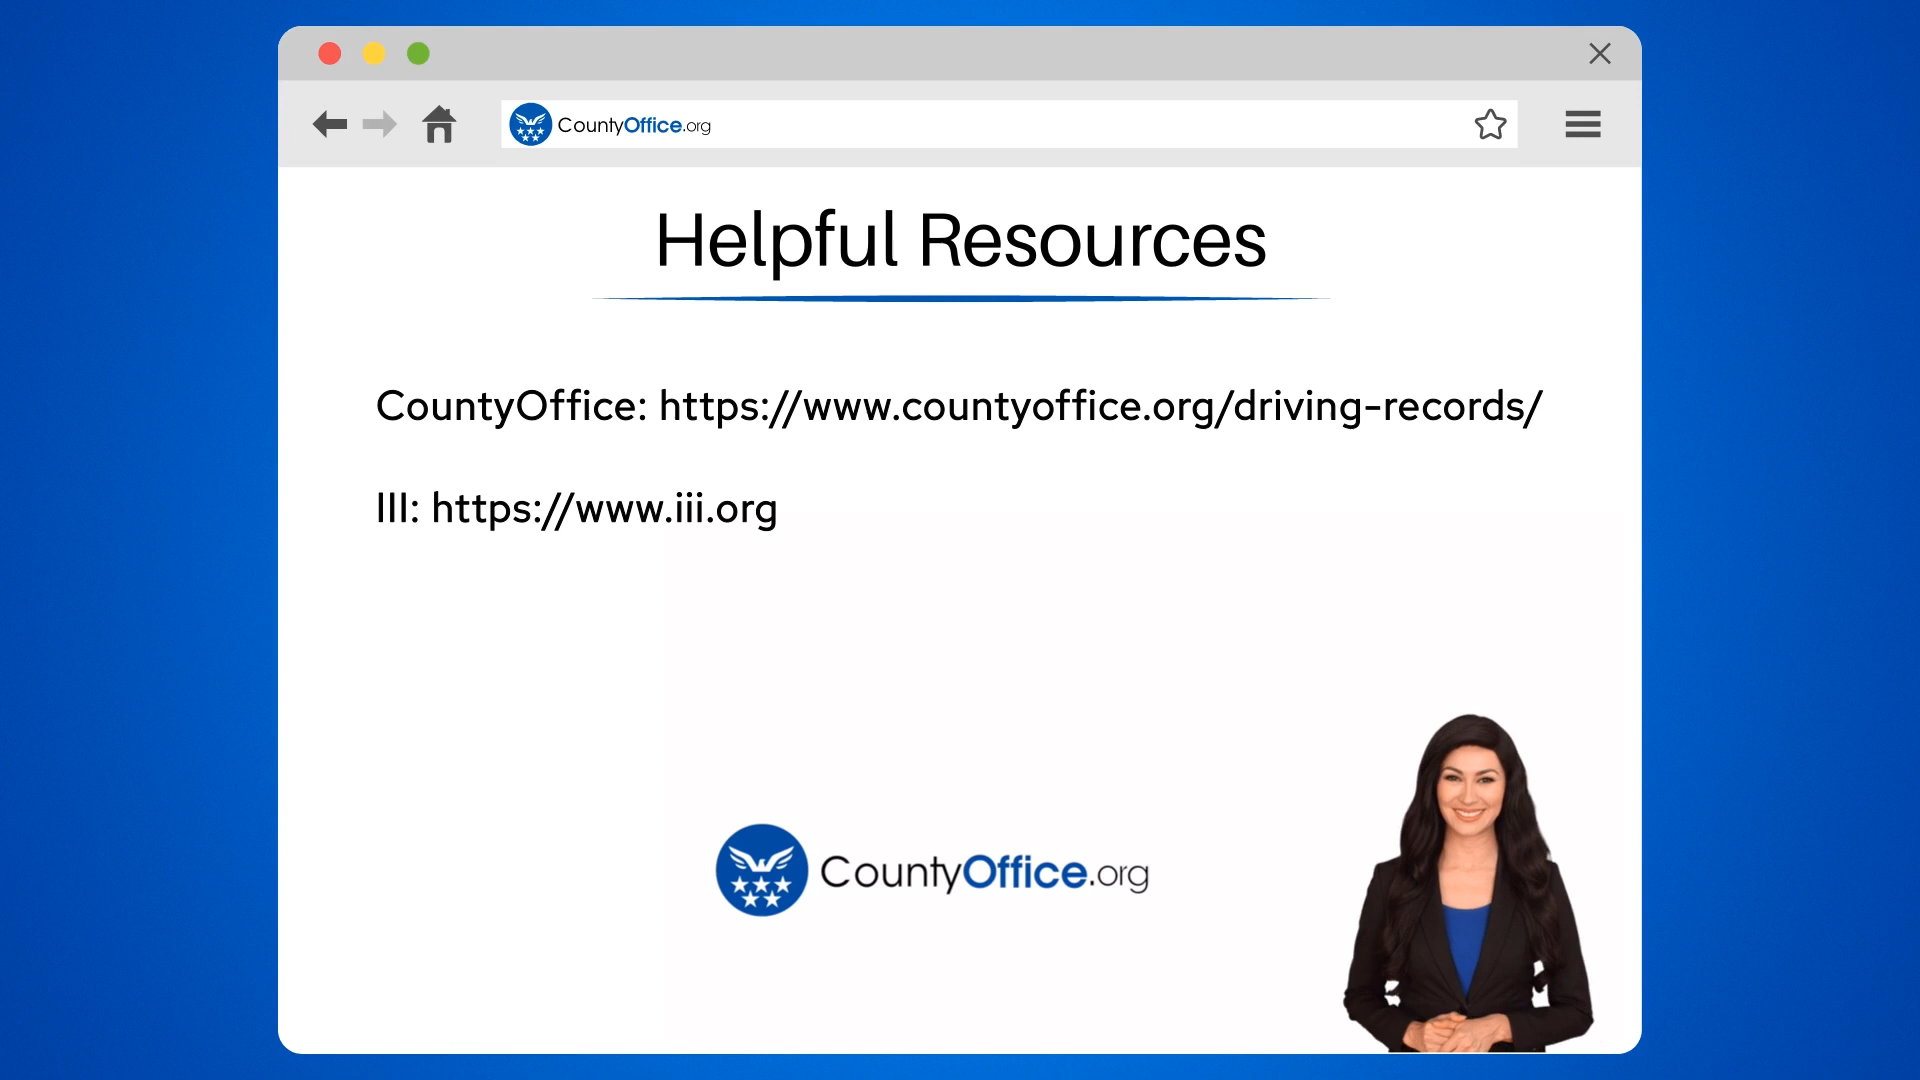 CountyOffice.org
Helpful Resources
CountyOffice: https://www.countyoffice.org/driving-records/
III: https://www.iii.org
CountyOffice.org